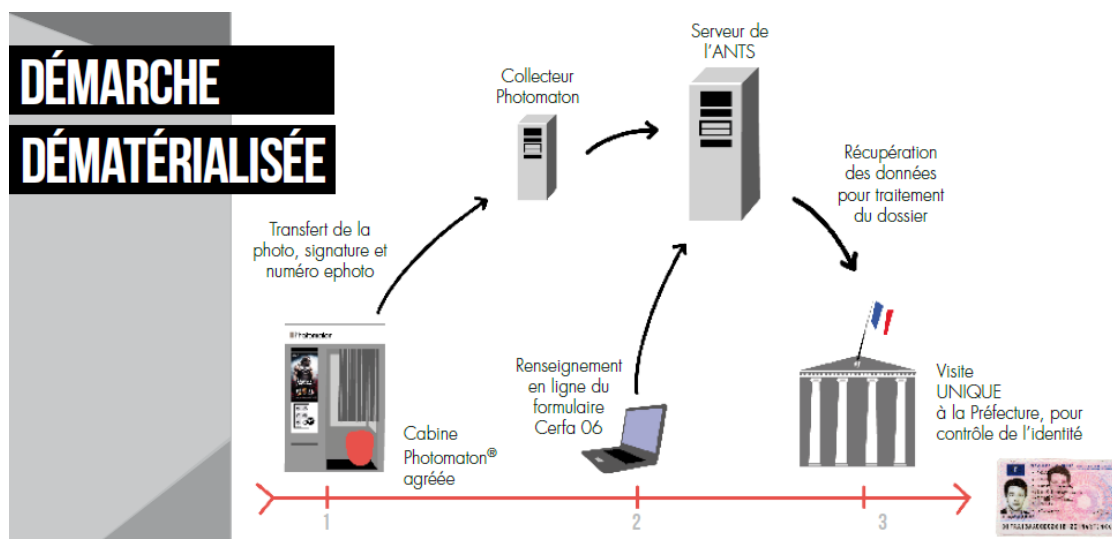 DÉMARCHE
DÉMATÉRIALISÉE
Serveur de
l'ANTS
Collecteur
Photomaton
Récupération
des données
pour traitement
du dossier
Transfert de la
photo, signature et
numéro ephoto
Photomaton
Renseignement
en ligne du
formulaire
Cerfa 06
Visite
UNIQUE
à la Préfecture, pour
contrôle de l'identité
Cabine
Photomaton®
agréée
1
2
3